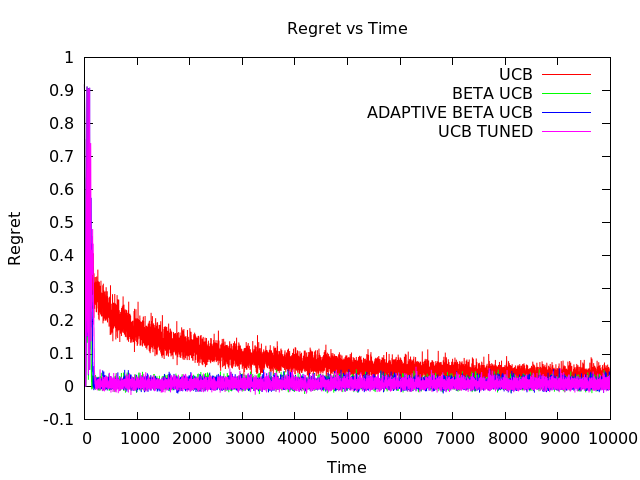 Regret vs Time
1
0.9
0.8
0.7
0.6
0.5
0.4
0.3
0.2
0.1
0
-0.1
Regret
UCB
BETA UCB
ADAPTIVE BETA UCB
UCB TUNED
0 1000 2000 3000 4000 5000 6000 7000 8000 9000 10000
Time